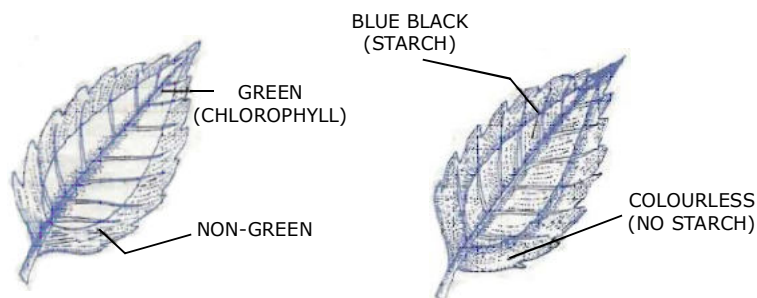 BLUE BLACK
(STARCH)
GREEN
(CHLOROPHYLL)
NON-GREEN
COLOURLESS
(NO STARCH)